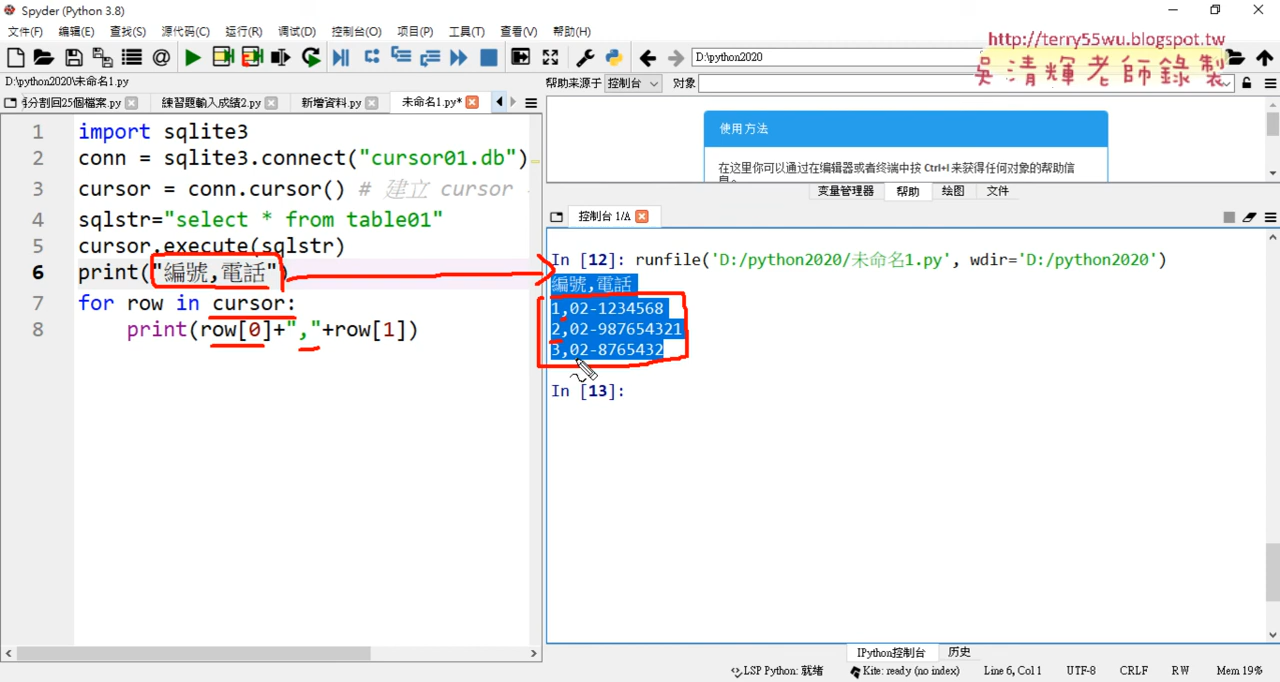 Spyder (Python 3.8)
文件(F) 编辑(E) 查找(S) 源代码(C) 运行(R) 调试(D) 控制台(O) 项目(P) 工具(T) 查看(V) 帮助(H)
http://terry55wu.blogspot.tw
吳清輝老師錄製
D:\python2020
D:\python2020\未命名1.py
帮助来源于 控制台 对象
分割回25個檔案.py 練習題輸入成績2.py 新增資料.py 未命名1.py*
1 import sqlite3
2 conn = sqlite3.connect("cursor01.db")
3 cursor = conn.cursor() # 建立 cursor
4 sqlstr="select * from table01"
5 cursor.execute(sqlstr)
6 print("編號,電話")
7 for row in cursor:
8 print(row[0]+","+row[1])
使用方法
在这里你可以通过在编辑器或者终端中按 Ctrl+I 来获得任何对象的帮助信
息。
变量管理器 帮助 绘图 文件
控制台 1/A
In [12]: runfile('D:/python2020/未命名1.py', wdir='D:/python2020')
編號,電話
1,02-1234568
2,02-987654321
3,02-8765432
In [13]:
IPython控制台 历史
LSP Python: 就绪 Kite: ready (no index) Line 6, Col 1 UTF-8 CRLF RW Mem 19%